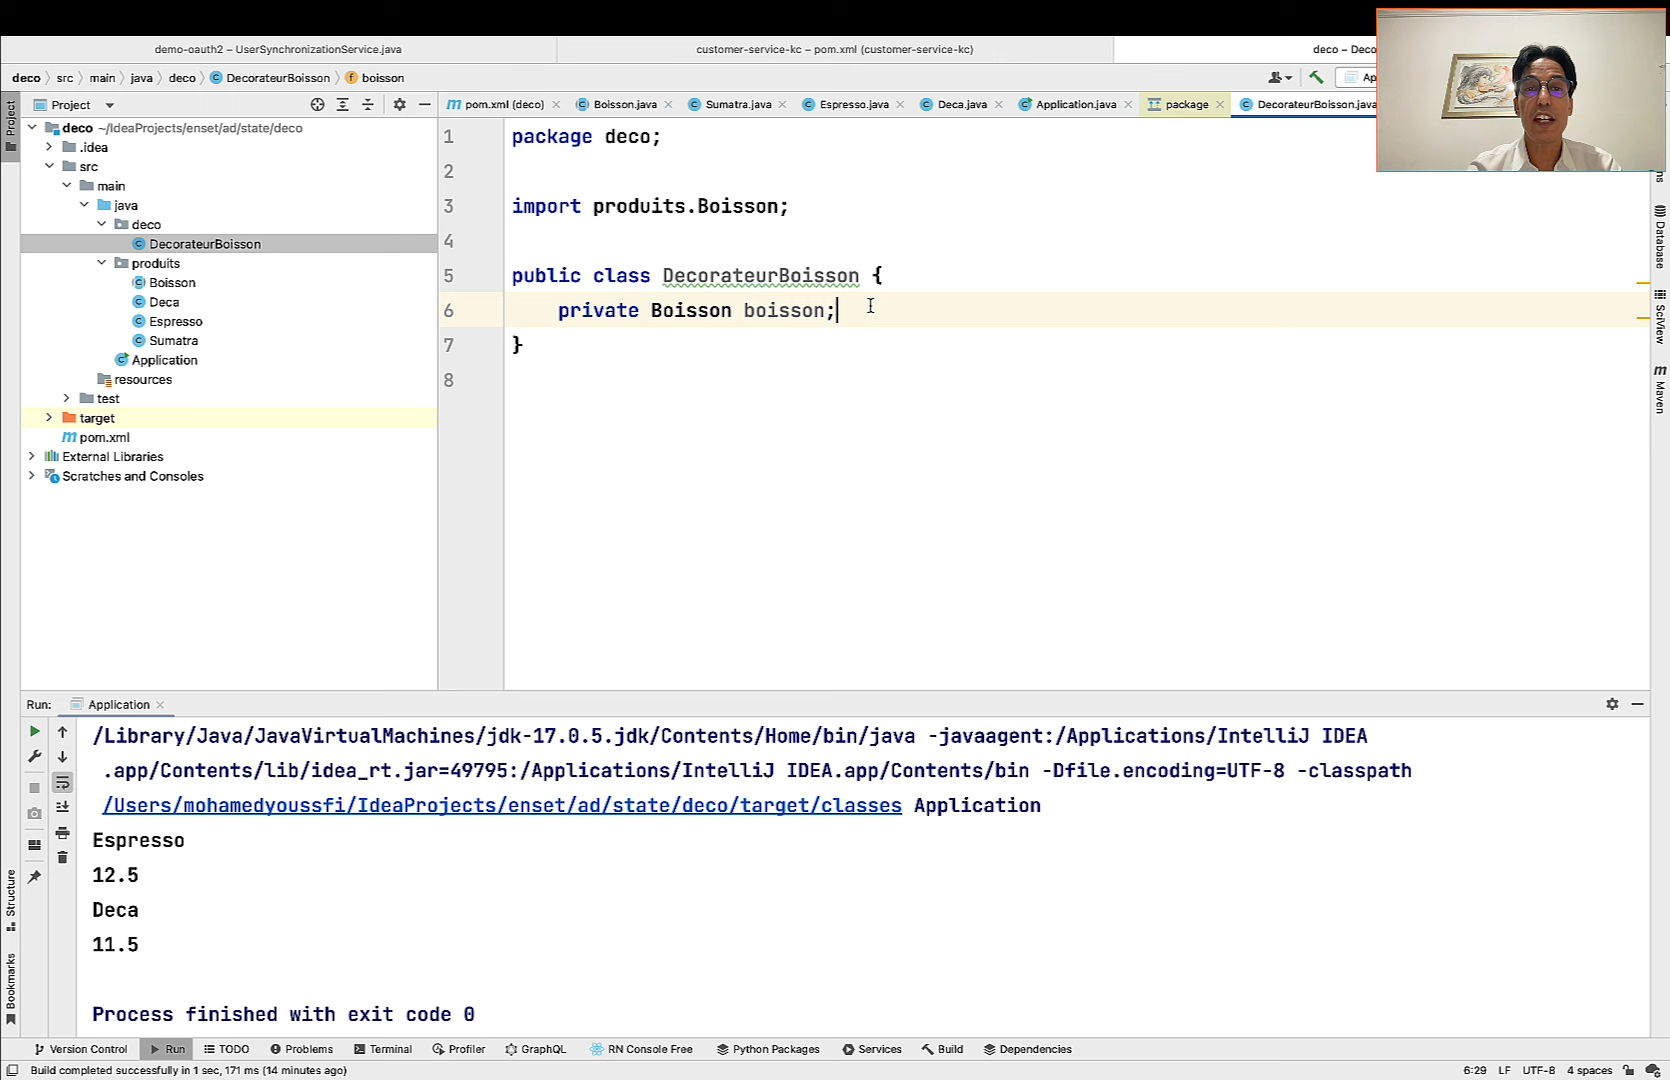 demo-oauth2 – UserSynchronizationService.java
customer-service-kc – pom.xml (customer-service-kc)
deco – Deco
deco
src
main
java
deco
DecorateurBoisson
boisson
Project
pom.xml (deco)
Boisson.java
Sumatra.java
Espresso.java
Deca.java
Application.java
package
DecorateurBoisson.java
Project
deco ~/IdeaProjects/enset/ad/state/deco
.idea
src
main
java
deco
DecorateurBoisson
produits
Boisson
Deca
Espresso
Sumatra
Application
resources
test
target
pom.xml
External Libraries
Scratches and Consoles
1 package deco;
2
3 import produits.Boisson;
4
5 public class DecorateurBoisson {
6 private Boisson boisson;
7 }
8
Database
SciView
Maven
Structure
Bookmarks
Run: Application
/Library/Java/JavaVirtualMachines/jdk-17.0.5.jdk/Contents/Home/bin/java -javaagent:/Applications/IntelliJ IDEA
.app/Contents/lib/idea_rt.jar=49795:/Applications/IntelliJ IDEA.app/Contents/bin -Dfile.encoding=UTF-8 -classpath
/Users/mohamedyoussfi/IdeaProjects/enset/ad/state/deco/target/classes Application
Espresso
12.5
Deca
11.5
Process finished with exit code 0
Version Control
Run
TODO
Problems
Terminal
Profiler
GraphQL
RN Console Free
Python Packages
Services
Build
Dependencies
Build completed successfully in 1 sec, 171 ms (14 minutes ago)
6:29 LF UTF-8 4 spaces